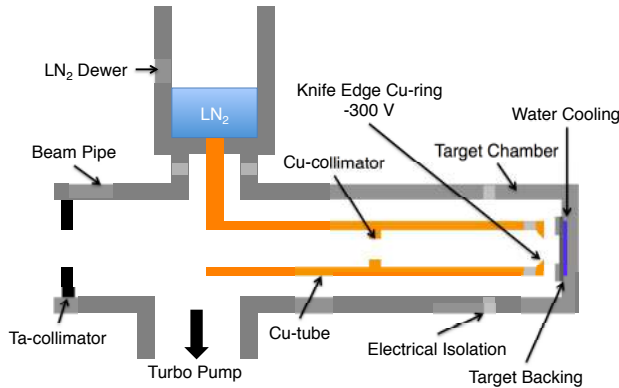 LN₂ Dewer
LN₂
Knife Edge Cu-ring
-300 V
Water Cooling
Beam Pipe
Cu-collimator
Target Chamber
Ta-collimator
Cu-tube
Electrical Isolation
Turbo Pump
Target Backing